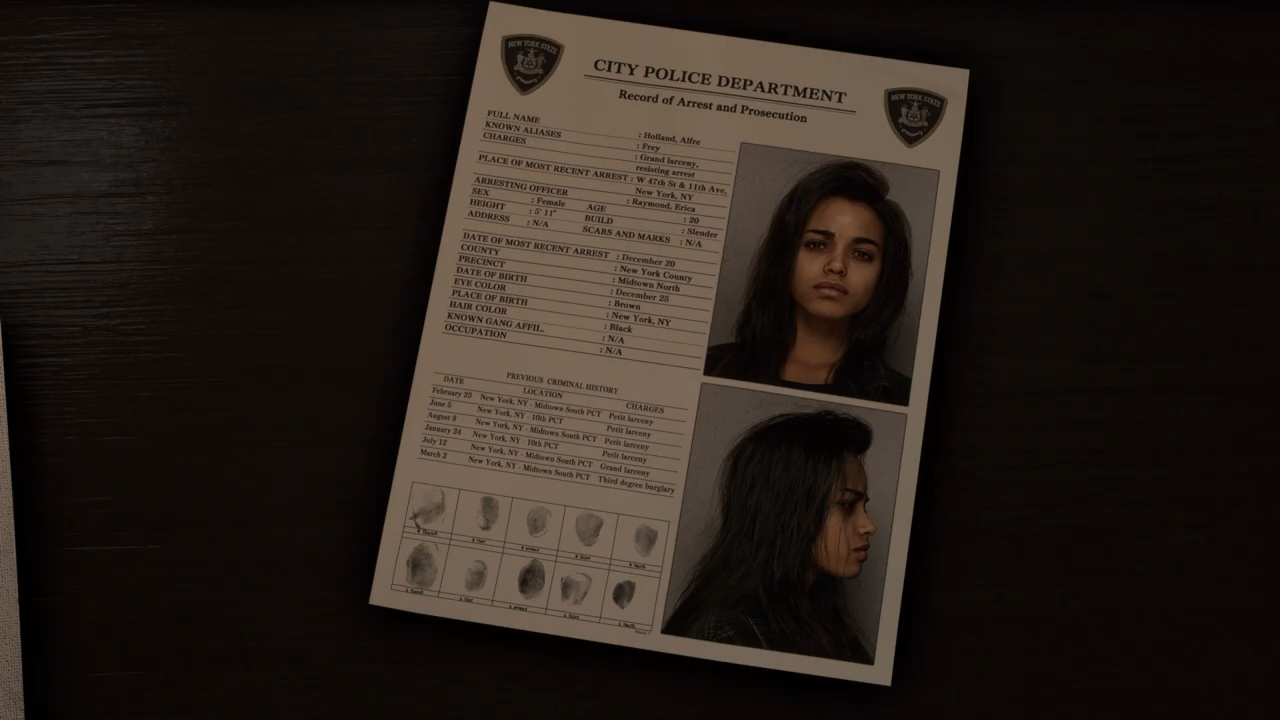 NEW YORK STATE
NEW YORK STATE
CITY POLICE DEPARTMENT
Record of Arrest and Prosecution
FULL NAME : Holland, Alfre
KNOWN ALIASES : Frey
CHARGES : Grand larceny,
resisting arrest
PLACE OF MOST RECENT ARREST : W 47th St & 11th Ave,
New York, NY
ARRESTING OFFICER : Raymond, Erica
SEX : Female AGE : 20
HEIGHT : 5' 11" BUILD : Slender
ADDRESS : N/A SCARS AND MARKS : N/A
DATE OF MOST RECENT ARREST : December 20
COUNTY : New York County
PRECINCT : Midtown North
DATE OF BIRTH : December 25
EYE COLOR : Brown
PLACE OF BIRTH : New York, NY
HAIR COLOR : Black
KNOWN GANG AFFIL. : N/A
OCCUPATION : N/A
PREVIOUS CRIMINAL HISTORY
DATE LOCATION CHARGES
February 23 New York, NY - Midtown South PCT Petit larceny
June 5 New York, NY - 10th PCT Petit larceny
August 9 New York, NY - Midtown South PCT Petit larceny
January 24 New York, NY - 10th PCT Petit larceny
July 12 New York, NY - Midtown South PCT Grand larceny
March 2 New York, NY - Midtown South PCT Third degree burglary